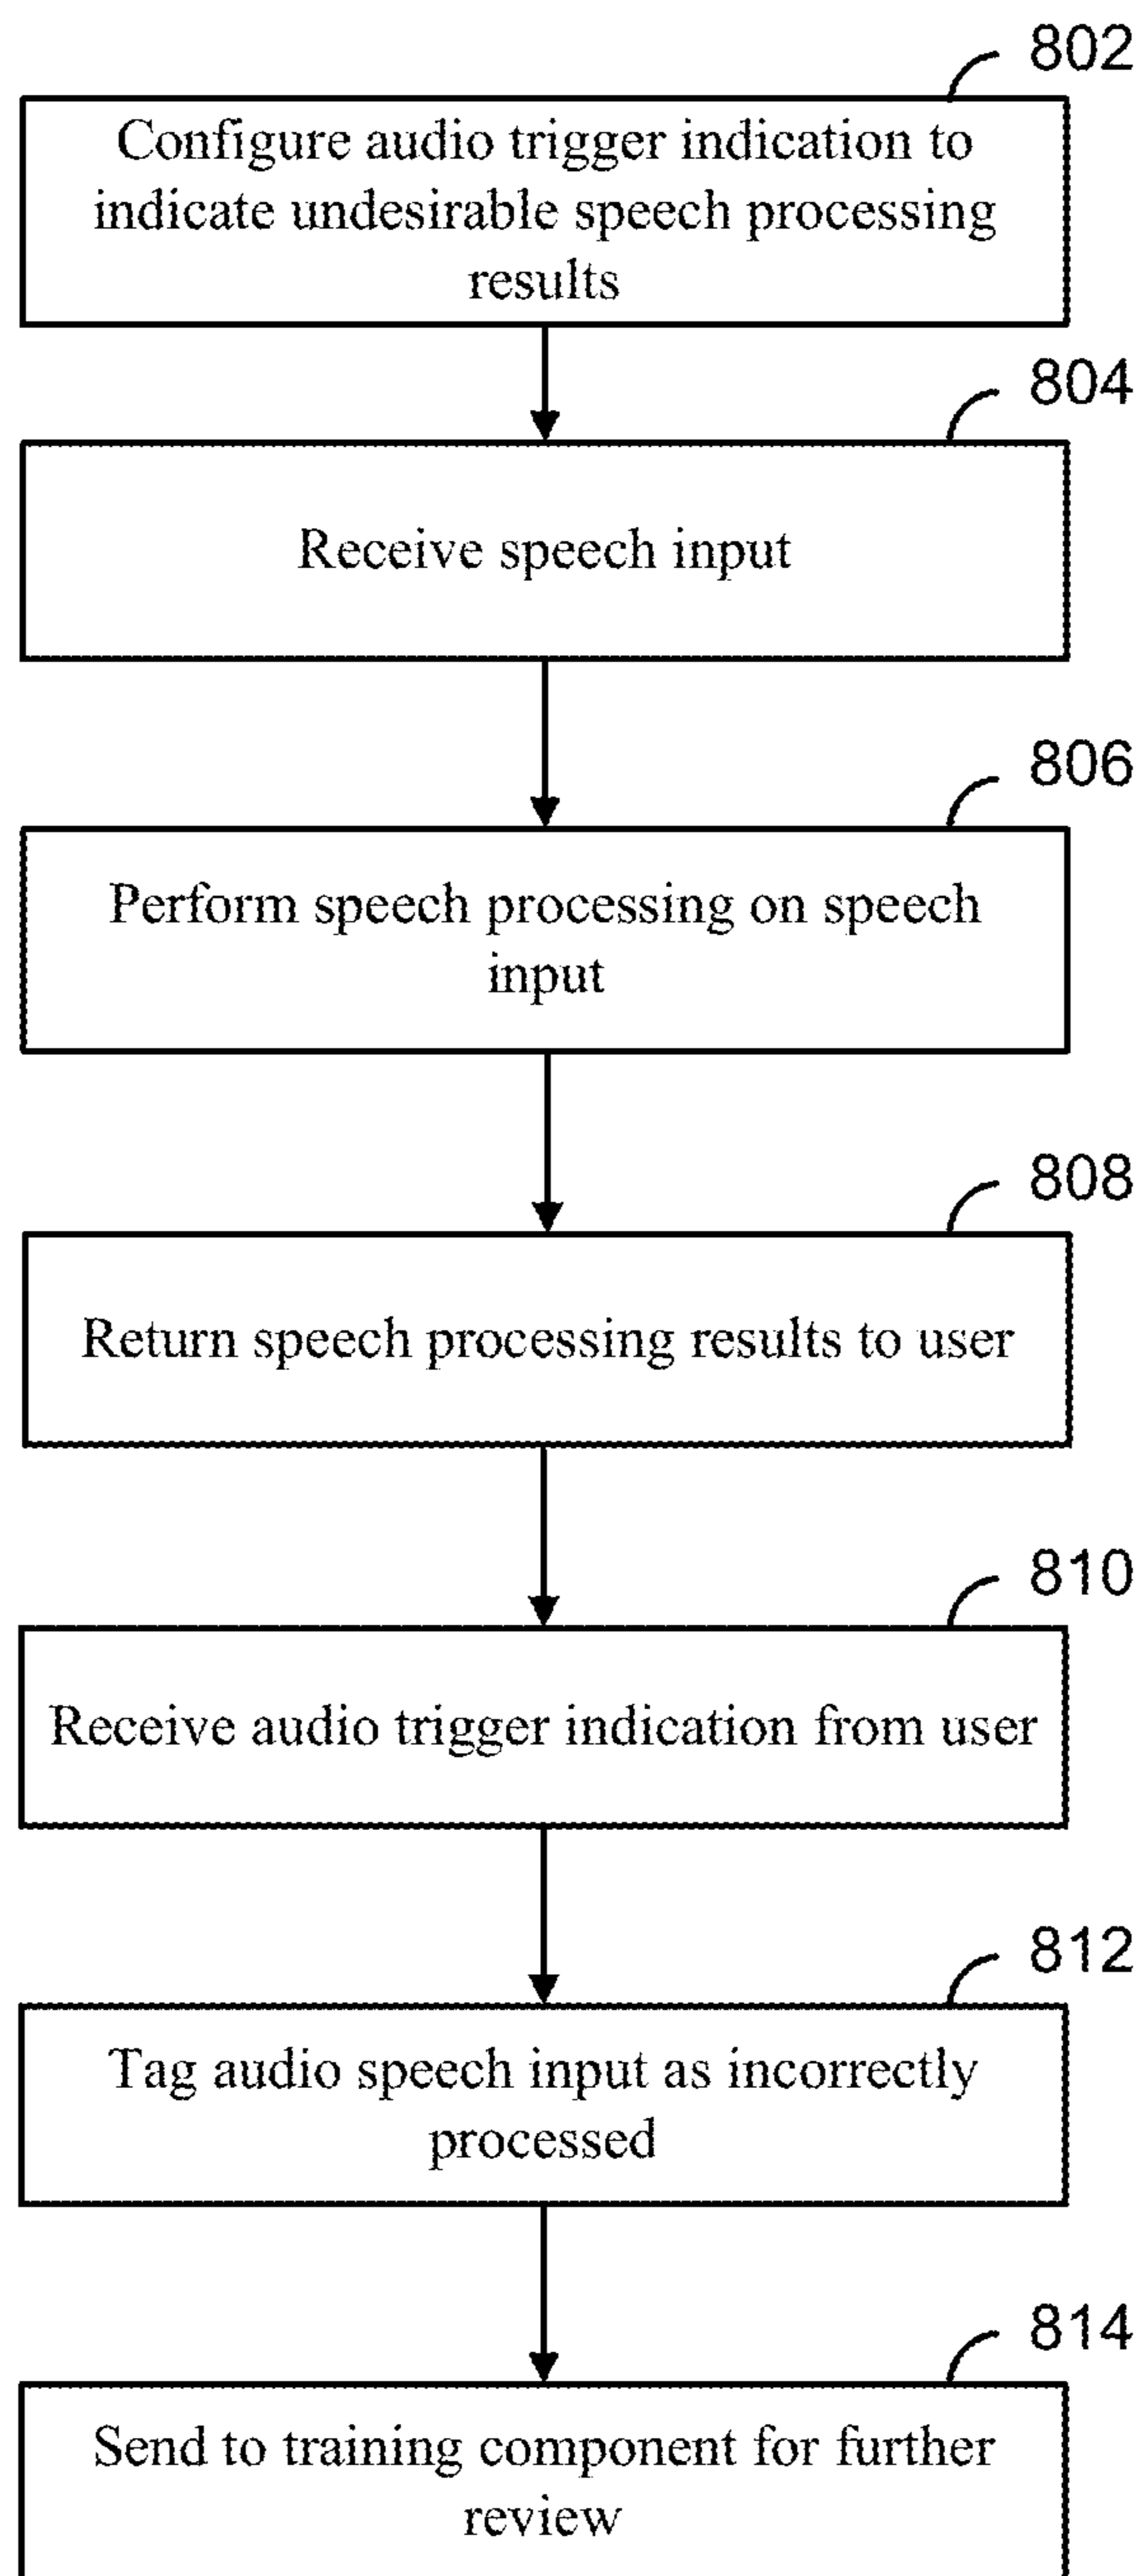 802
Configure audio trigger indication to
indicate undesirable speech processing
results
804
Receive speech input
806
Perform speech processing on speech
input
808
Return speech processing results to user
810
Receive audio trigger indication from user
812
Tag audio speech input as incorrectly
processed
814
Send to training component for further
review